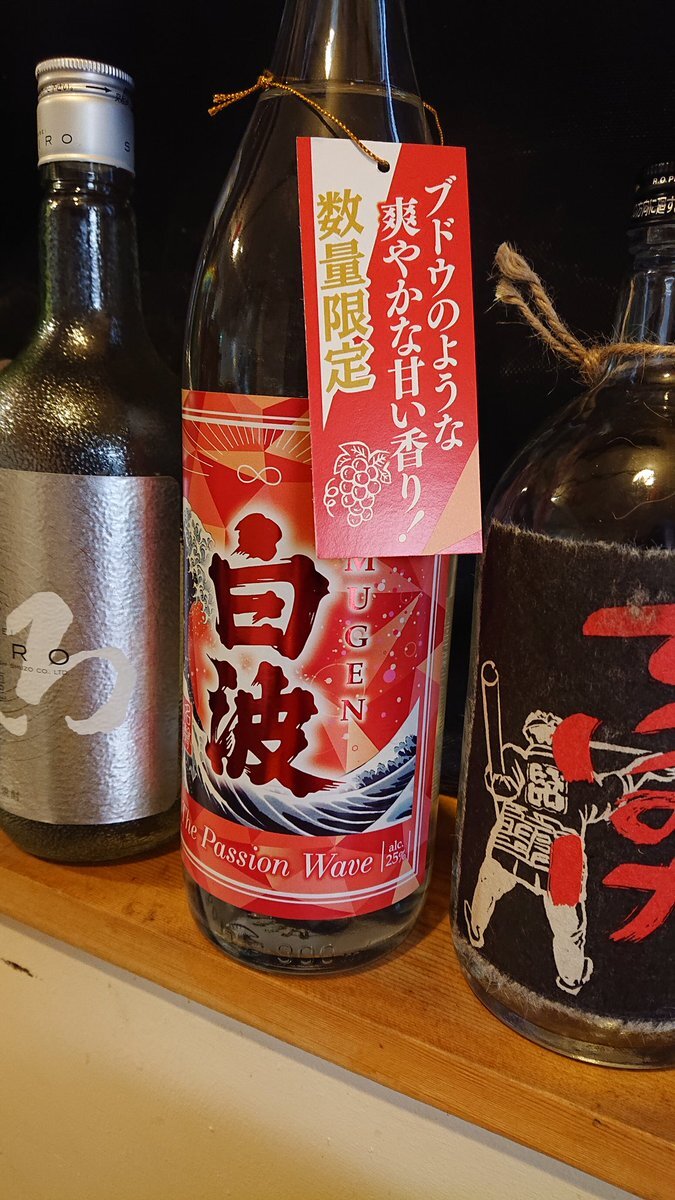 ブドウのような
爽やかな甘い香り!
数量限定
白波
MUGEN
The Passion Wave
alc.
25%
RO